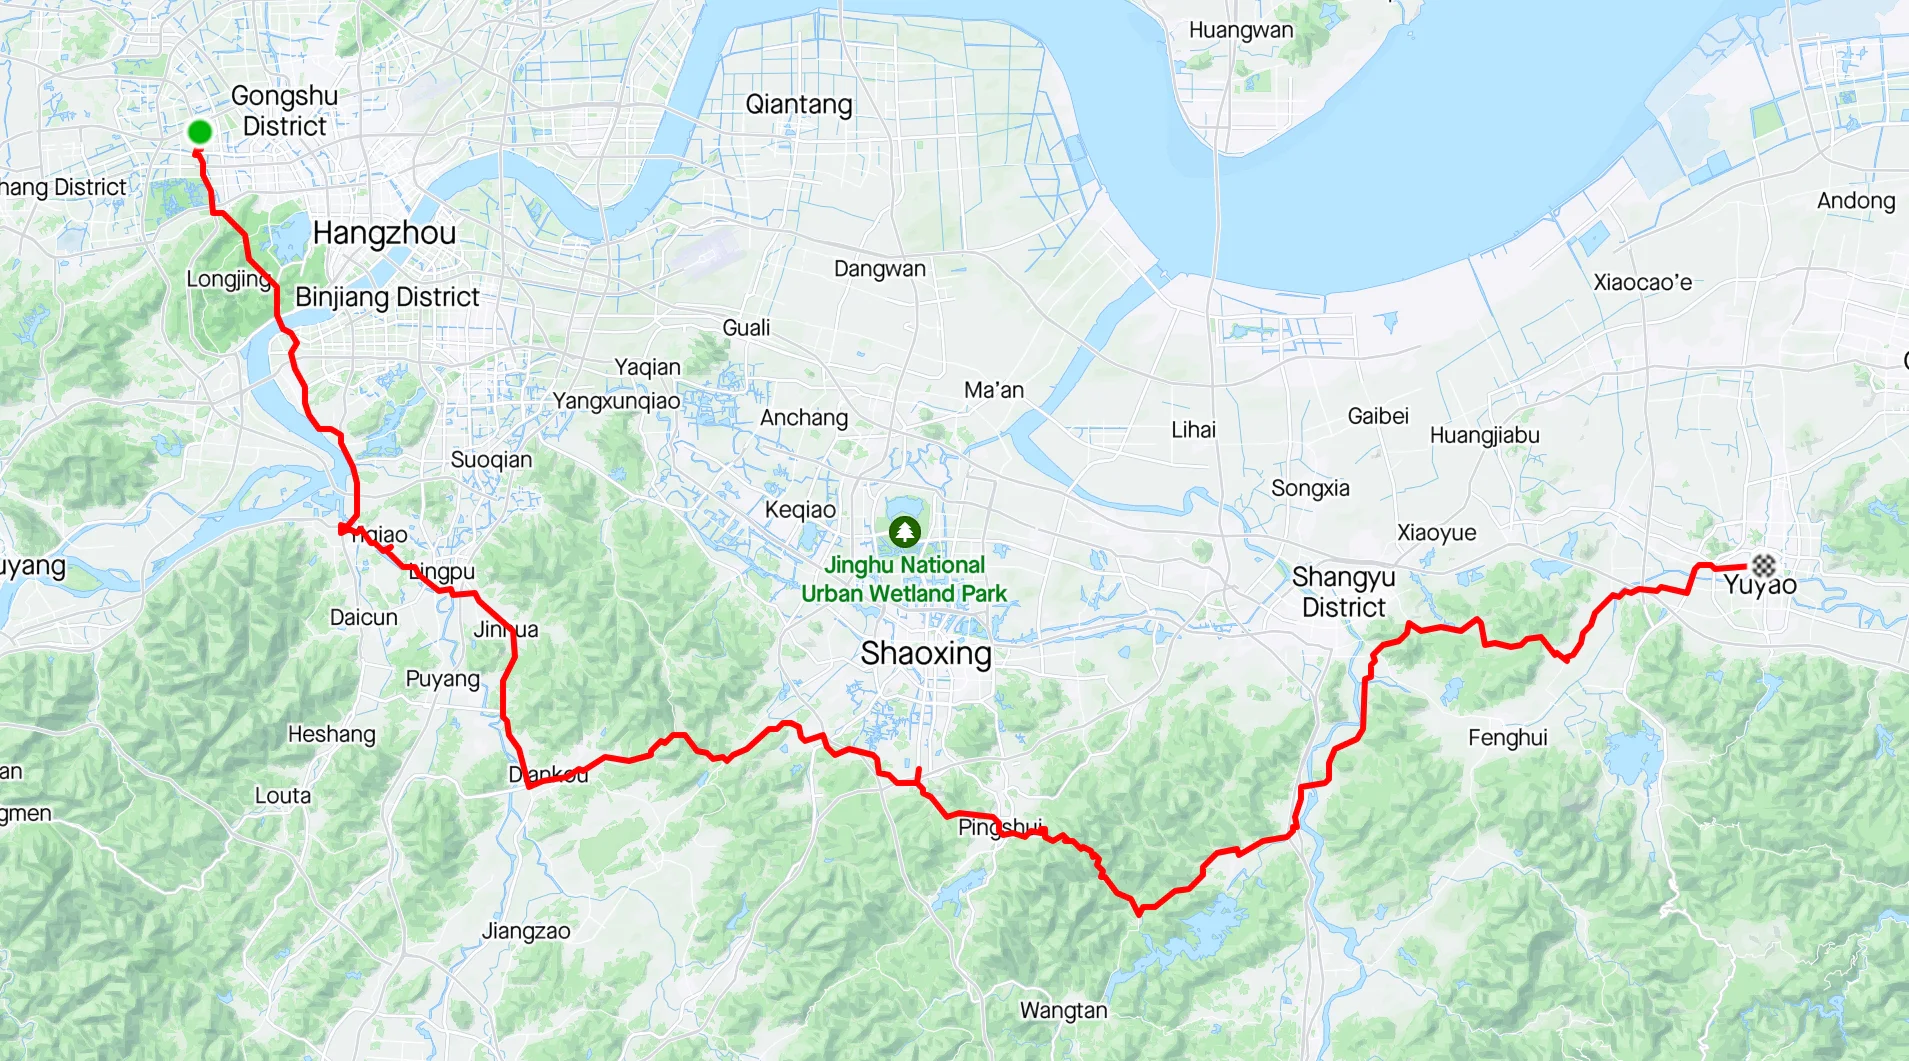 Huangwan
Gongshu
District
Qiantang
hang District
Andong
Hangzhou
Dangwan
Longjing
Xiaocao'e
Binjiang District
Guali
Yaqian
Yangxunqiao
Ma'an
Anchang
Gaibei
Lihai
Huangjiabu
Suoqian
Songxia
Keqiao
Yiqiao
Xiaoyue
uyang
Jinghu National
Urban Wetland Park
Lingpu
Shangyu
District
Yuyao
Daicun
Jinhua
Shaoxing
Puyang
Heshang
Fenghui
an
Diankou
Louta
gmen
Pingshui
Jiangzao
Wangtan